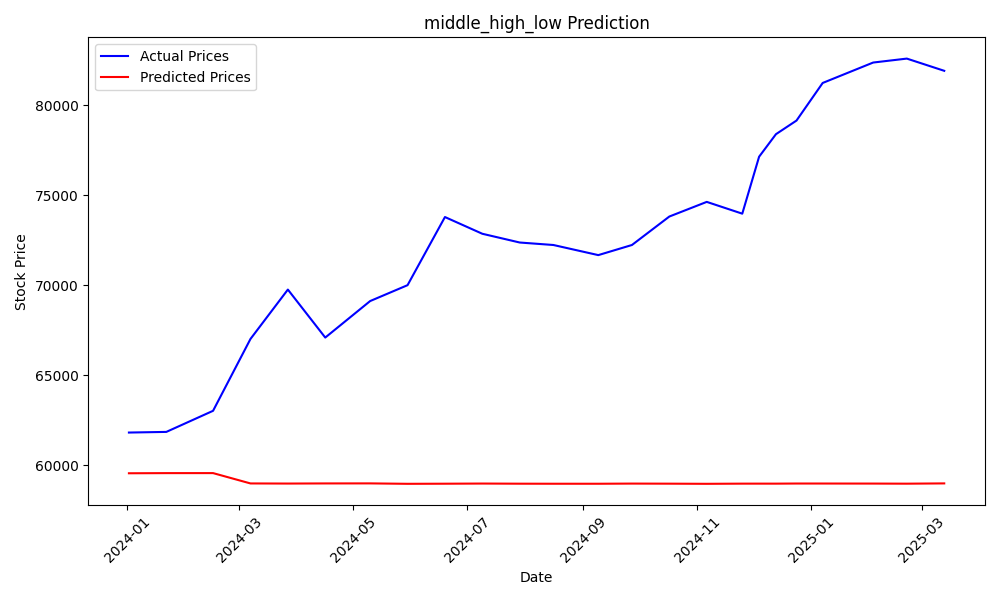 middle_high_low Prediction
Actual Prices
Predicted Prices
Stock Price
80000
75000
70000
65000
60000
2024-01
2024-03
2024-05
2024-07
2024-09
2024-11
2025-01
2025-03
Date